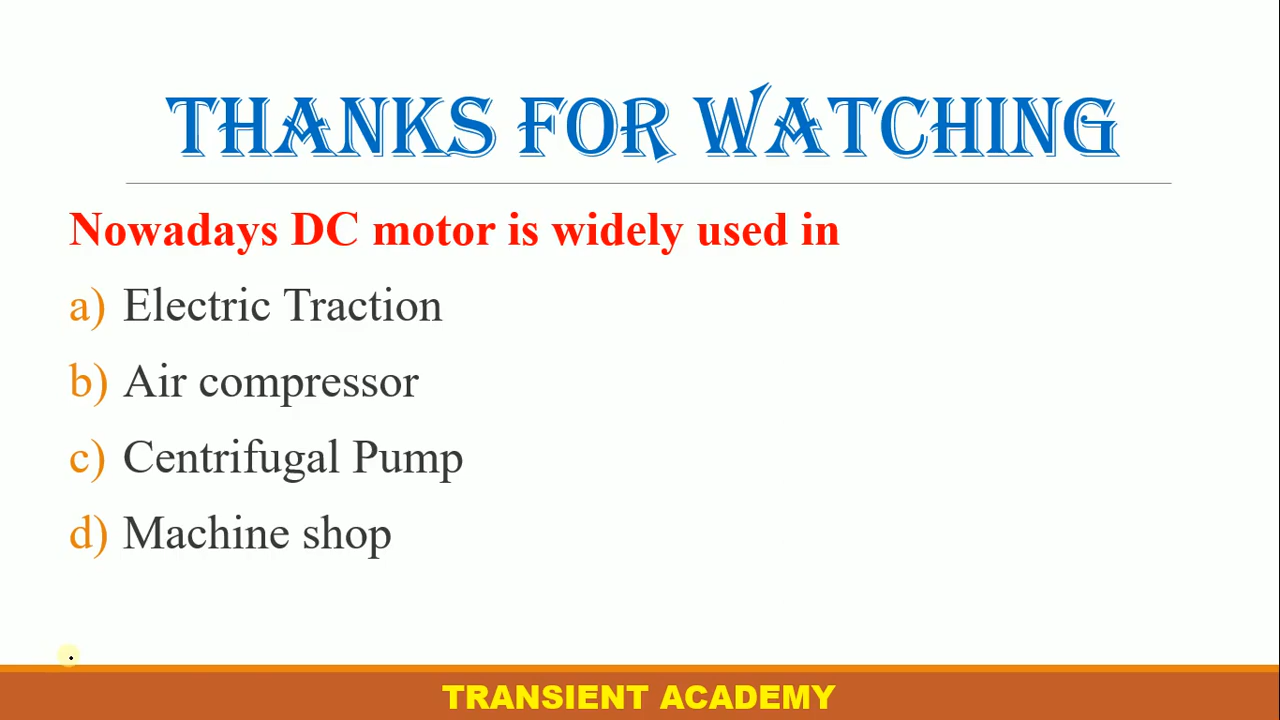 THANKS FOR WATCHING
Nowadays DC motor is widely used in
a) Electric Traction
b) Air compressor
c) Centrifugal Pump
d) Machine shop
TRANSIENT ACADEMY